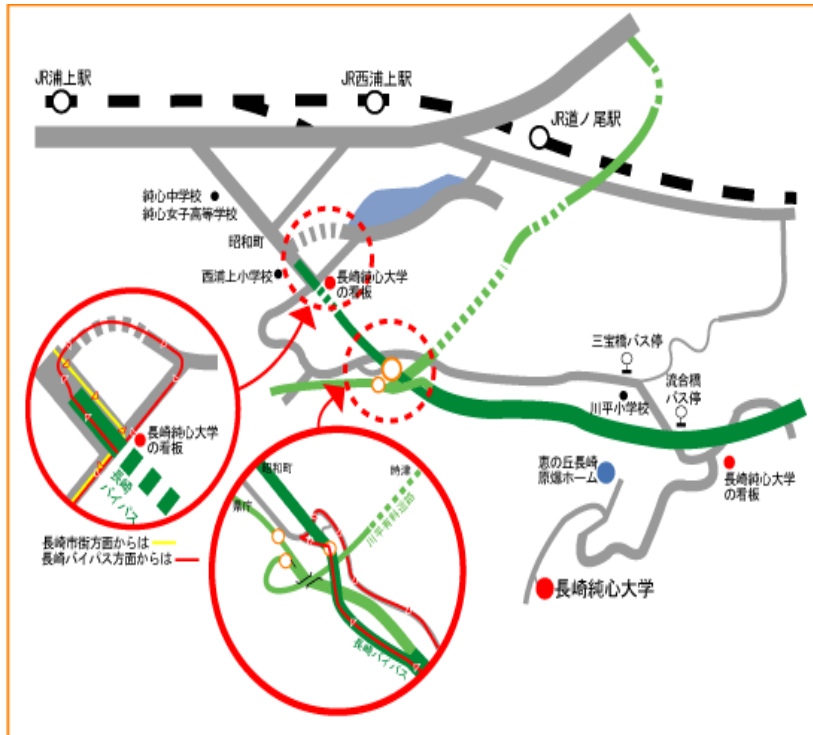 JR浦上駅
JR西浦上駅
JR道ノ尾駅
純心中学校
純心女子高等学校
昭和町
西浦上小学校
長崎純心大学
の看板
三宝橋バス停
流合橋
バス停
川平小学校
長崎純心大学
の看板
長崎
バイパス
恵の丘長崎
原爆ホーム
長崎純心大学
の看板
昭和町
時津
県庁
川平有料道路
長崎バイパス
長崎市街方面からは
長崎バイパス方面からは
長崎純心大学